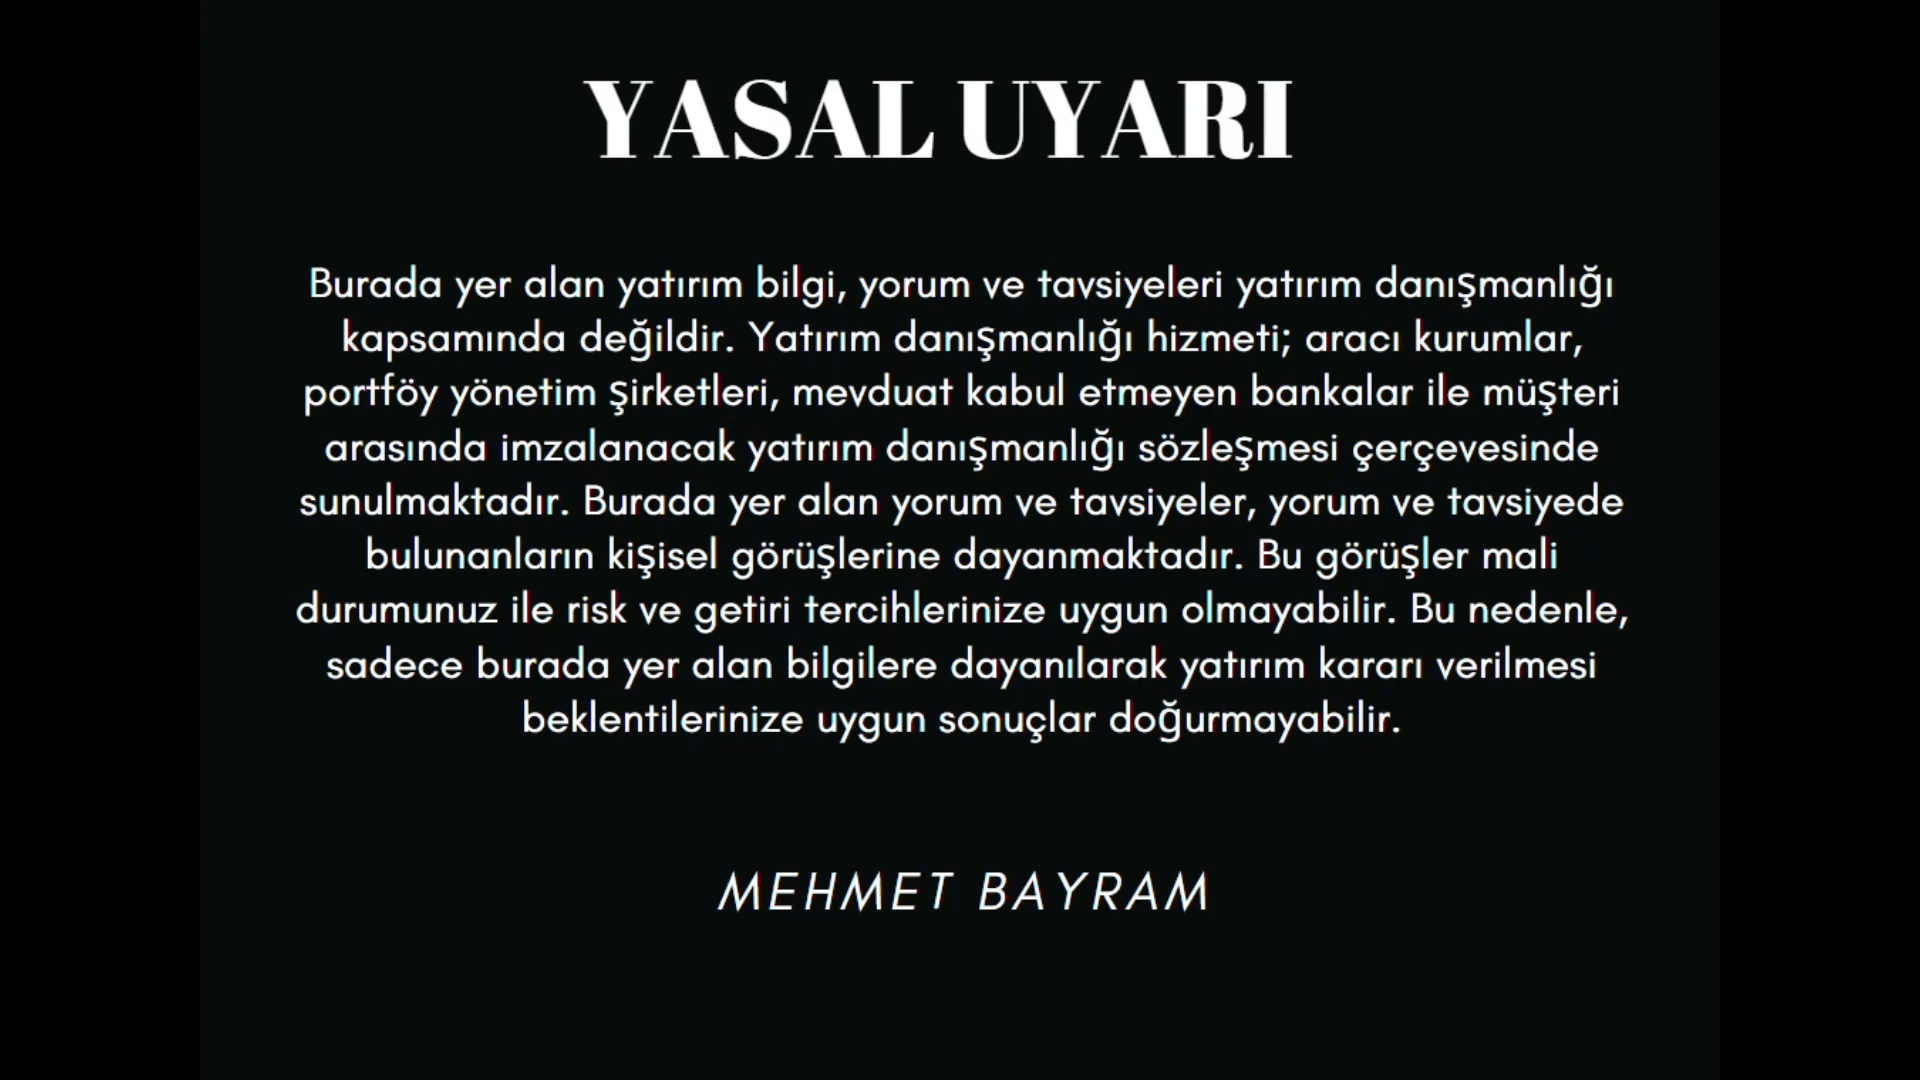 YASAL UYARI
Burada yer alan yatırım bilgi, yorum ve tavsiyeleri yatırım danışmanlığı
kapsamında değildir. Yatırım danışmanlığı hizmeti; aracı kurumlar,
portföy yönetim şirketleri, mevduat kabul etmeyen bankalar ile müşteri
arasında imzalanacak yatırım danışmanlığı sözleşmesi çerçevesinde
sunulmaktadır. Burada yer alan yorum ve tavsiyeler, yorum ve tavsiyede
bulunanların kişisel görüşlerine dayanmaktadır. Bu görüşler mali
durumunuz ile risk ve getiri tercihlerinize uygun olmayabilir. Bu nedenle,
sadece burada yer alan bilgilere dayanılarak yatırım kararı verilmesi
beklentilerinize uygun sonuçlar doğurmayabilir.
MEHMET BAYRAM